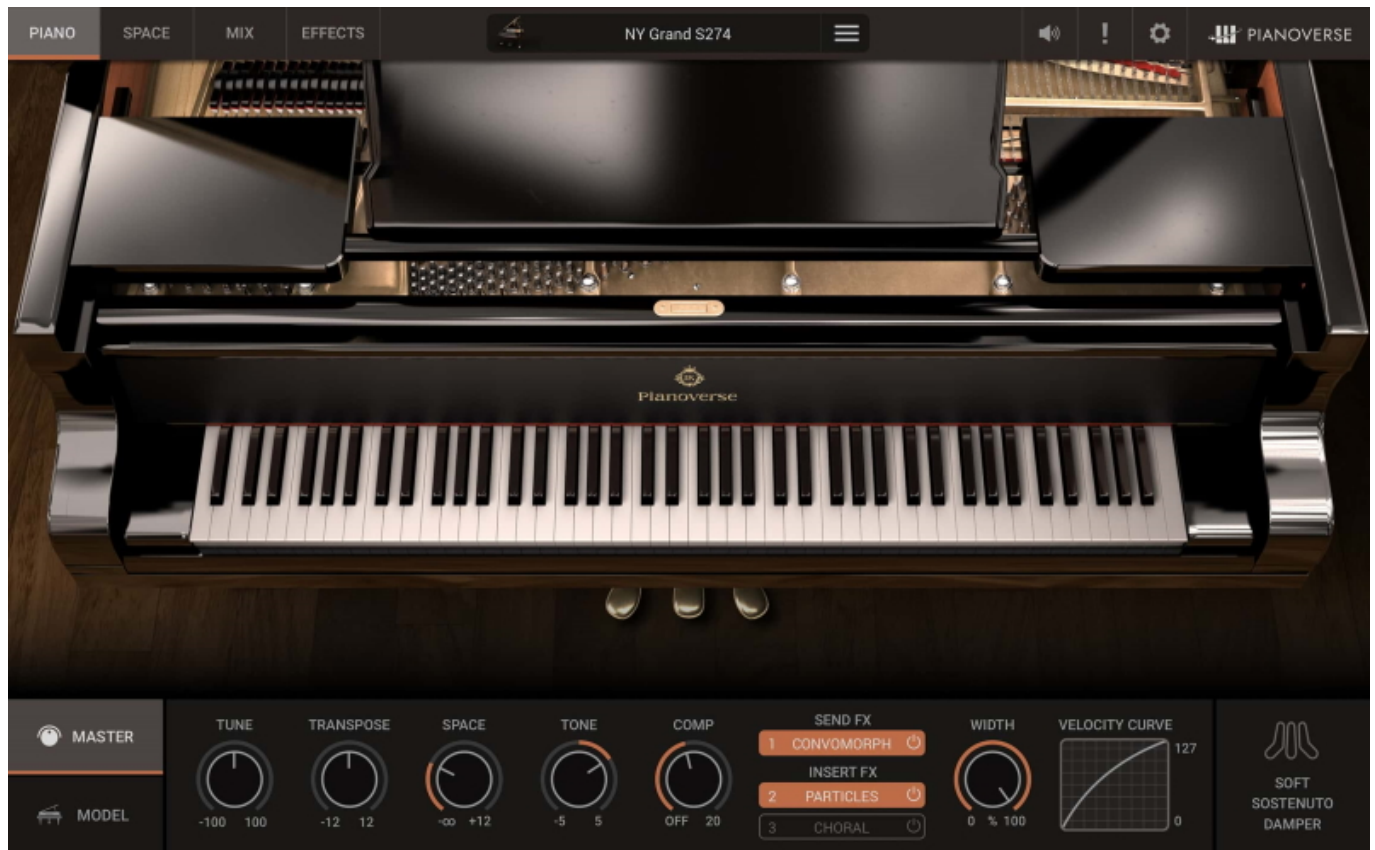 PIANO SPACE MIX EFFECTS NY Grand S274 PIANOVERSE
Pianoverse
MASTER
MODEL
TUNE TRANSPOSE SPACE TONE COMP SEND FX WIDTH VELOCITY CURVE
1 CONVOMORPH
127
INSERT FX
2 PARTICLES
3 CHORAL
-100 100 -12 12 -∞ +12 -5 5 OFF 20 0 % 100 0
SOFT
SOSTENUTO
DAMPER